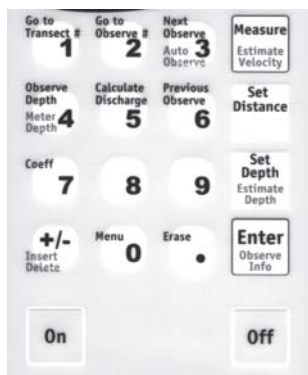 Go to Transect # 1
Go to Observe # 2
Next Observe 3
Auto Observe
Measure
Estimate Velocity
Observe Depth 4
Meter Depth
Calculate Discharge 5
Previous Observe 6
Set Distance
Coeff 7
8
9
Set Depth
Estimate Depth
+/-
Insert Delete
Menu 0
Erase .
Enter
Observe Info
On
Off